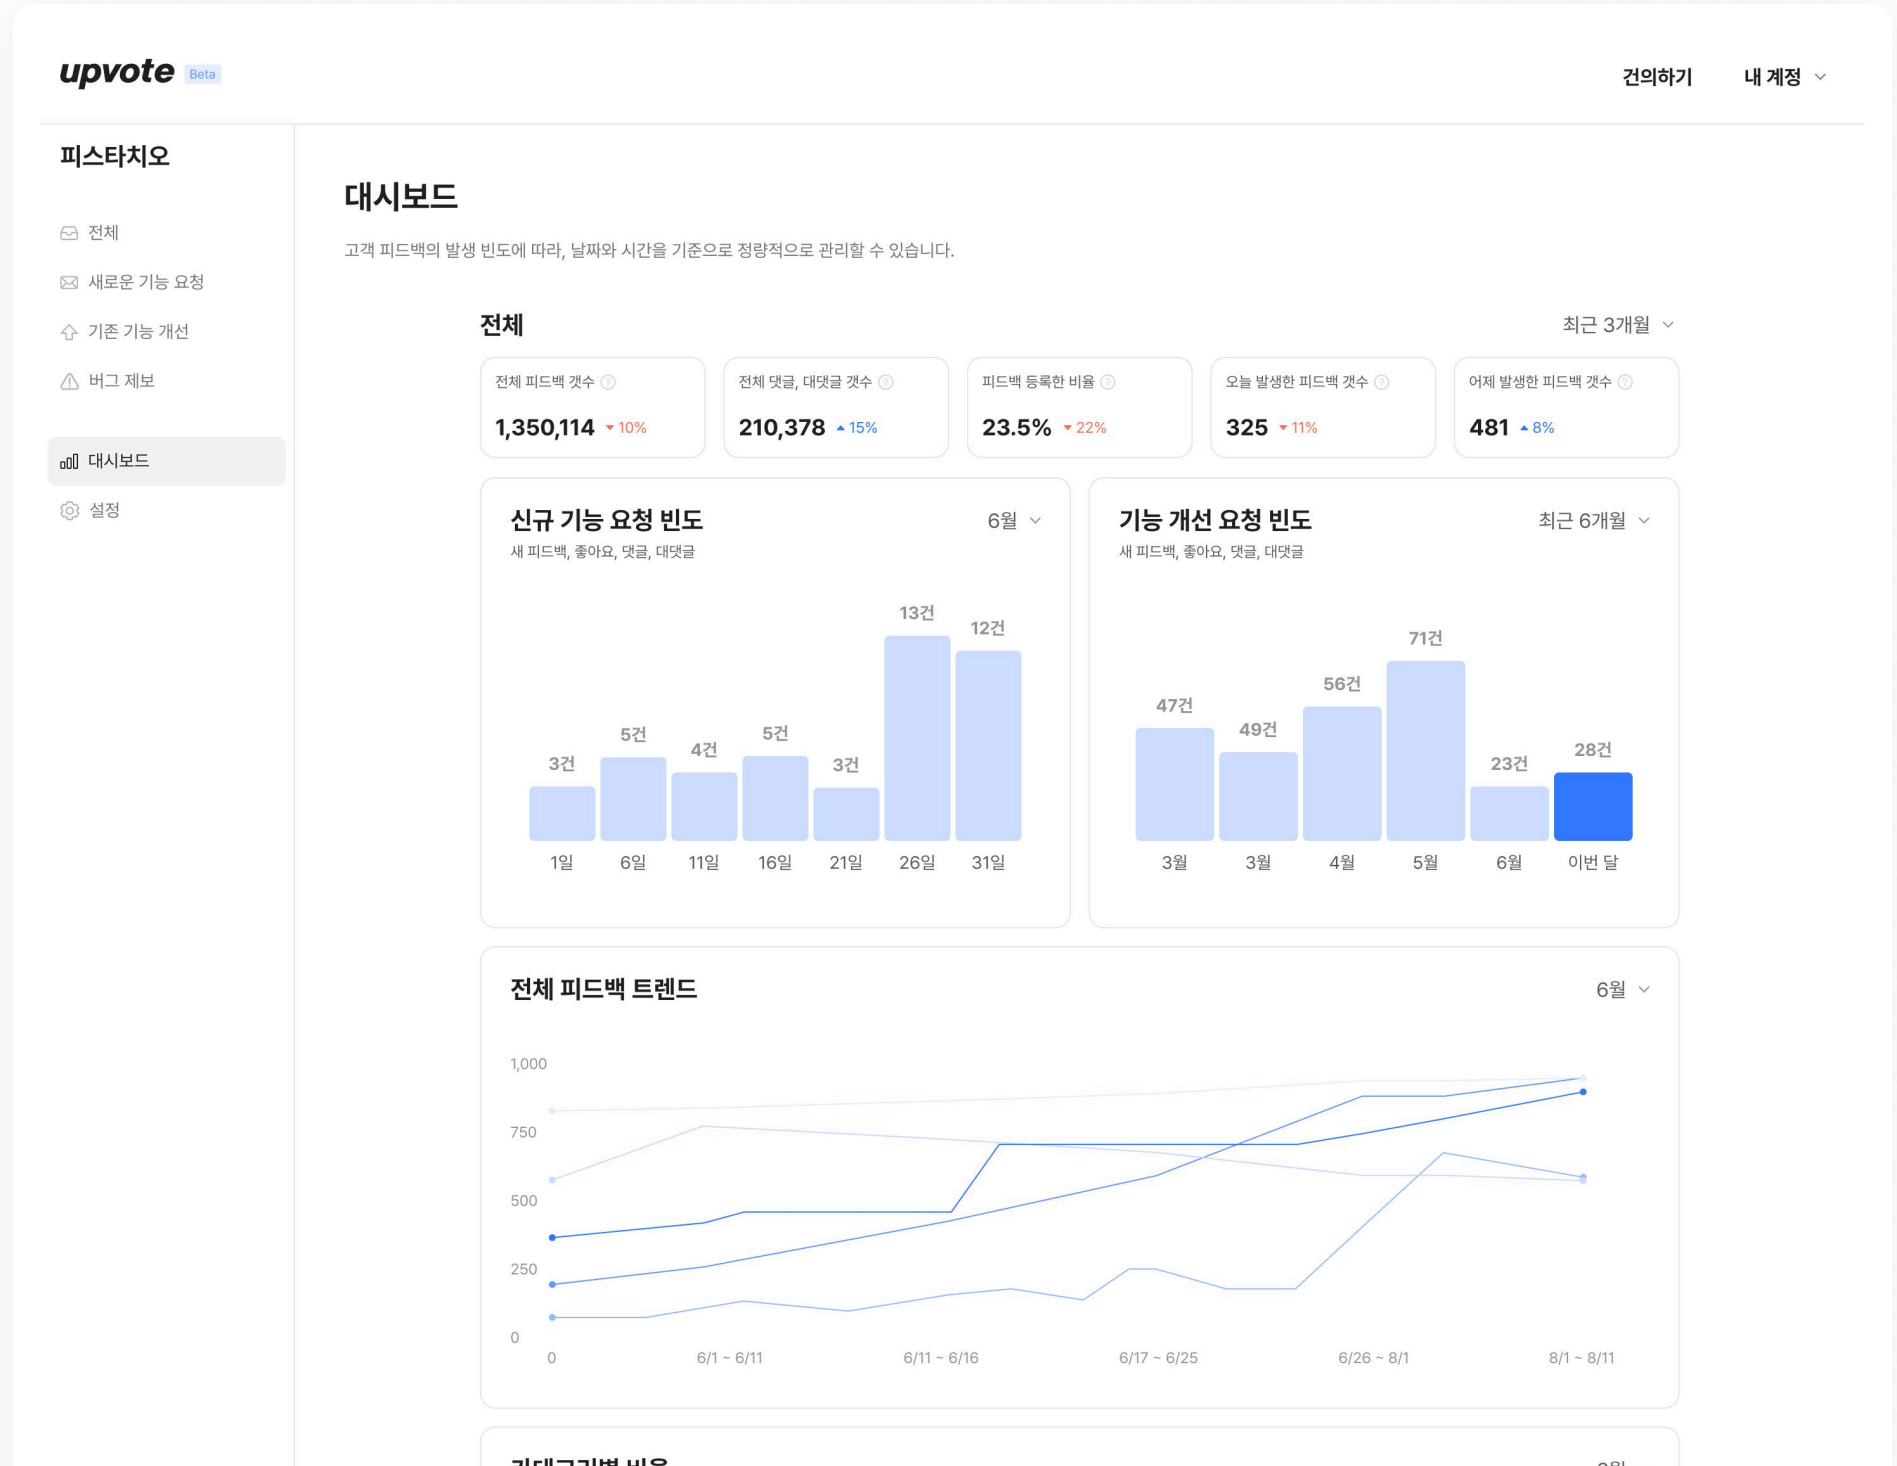 upvote Beta
건의하기
내 계정
피스타치오
전체
새로운 기능 요청
기존 기능 개선
버그 제보
대시보드
설정
대시보드
고객 피드백의 발생 빈도에 따라, 날짜와 시간을 기준으로 정량적으로 관리할 수 있습니다.
전체
최근 3개월
전체 피드백 갯수
1,350,114 10%
전체 댓글, 대댓글 갯수
210,378 15%
피드백 등록한 비율
23.5% 22%
오늘 발생한 피드백 갯수
325 11%
어제 발생한 피드백 갯수
481 8%
신규 기능 요청 빈도
6월
새 피드백, 좋아요, 댓글, 대댓글
3건 5건 4건 5건 3건 13건 12건
1일 6일 11일 16일 21일 26일 31일
기능 개선 요청 빈도
최근 6개월
새 피드백, 좋아요, 댓글, 대댓글
47건 49건 56건 71건 23건 28건
3월 3월 4월 5월 6월 이번 달
전체 피드백 트렌드
6월
1,000
750
500
250
0
0 6/1 ~ 6/11 6/11 ~ 6/16 6/17 ~ 6/25 6/26 ~ 8/1 8/1 ~ 8/11